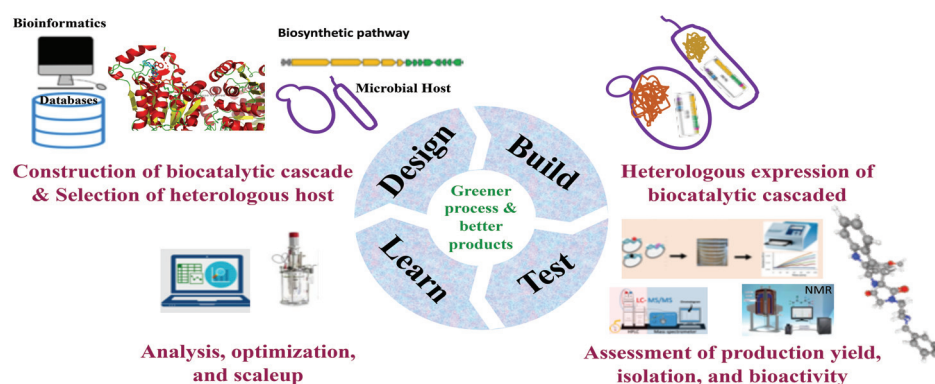 Bioinformatics
Databases
Biosynthetic pathway
Microbial Host
Construction of biocatalytic cascade
& Selection of heterologous host
Design
Build
Heterologous expression of
biocatalytic cascaded
Greener
process &
better
products
Learn
Test
LC-MS/MS
NMR
Analysis, optimization,
and scaleup
Assessment of production yield,
isolation, and bioactivity